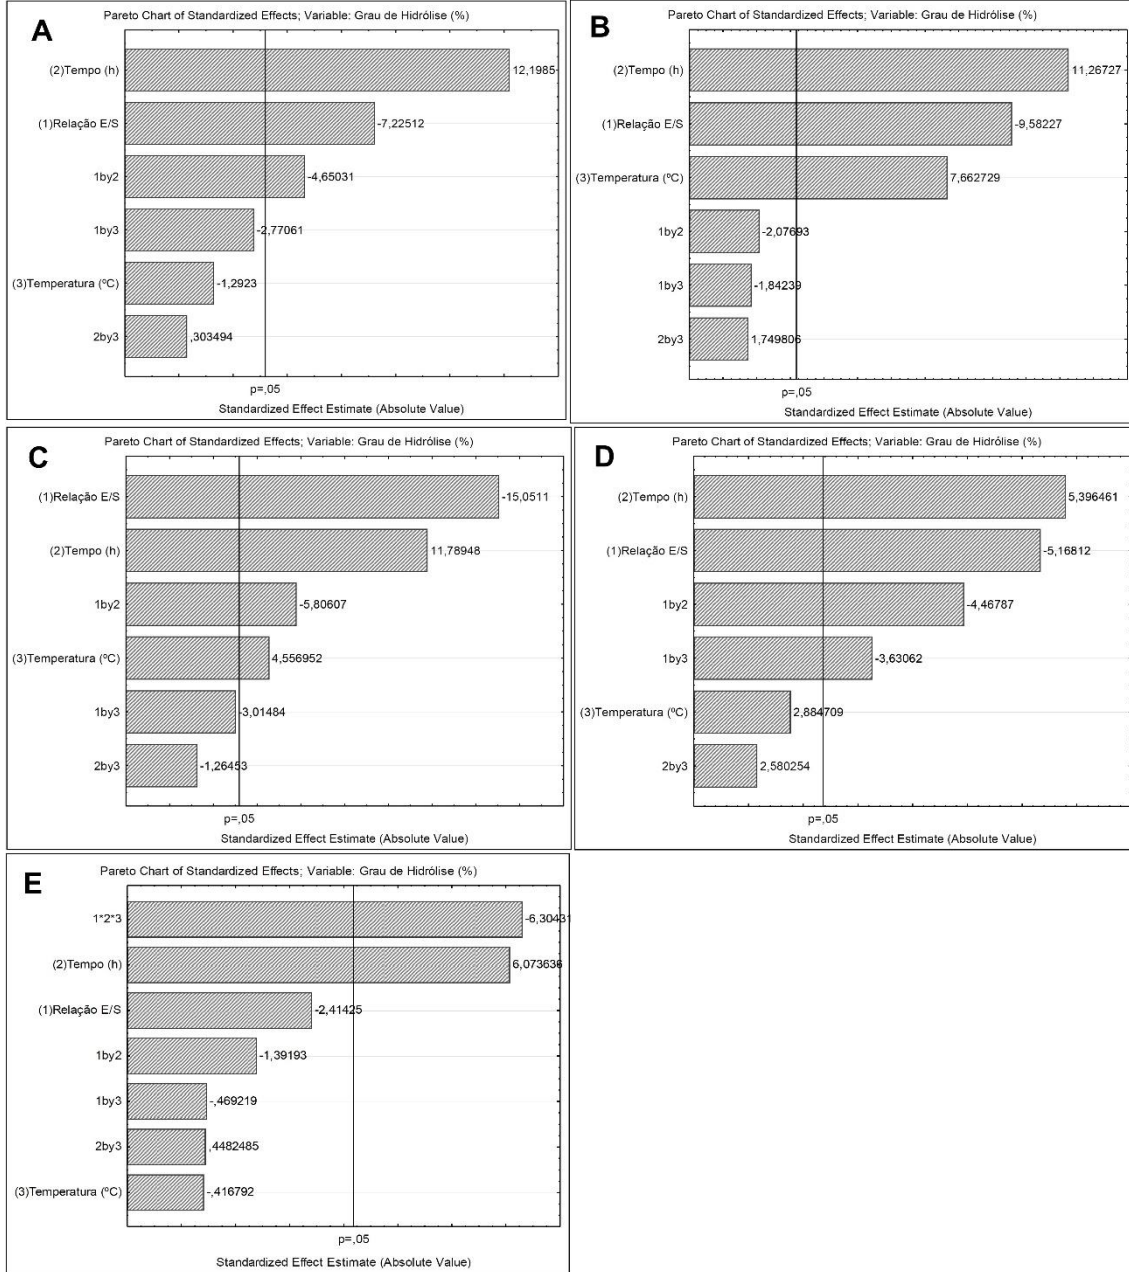 A
Pareto Chart of Standardized Effects; Variable: Grau de Hidrólise (%)
(2)Tempo (h) 12,1985
(1)Relação E/S -7,22512
1by2 -4,65031
1by3 -2,77061
(3)Temperatura (ºC) -1,2923
2by3 ,303494
p=,05
Standardized Effect Estimate (Absolute Value)
B
Pareto Chart of Standardized Effects; Variable: Grau de Hidrólise (%)
(2)Tempo (h) 11,26727
(1)Relação E/S -9,58227
(3)Temperatura (ºC) 7,662729
1by2 -2,07693
1by3 -1,84239
2by3 1,749806
p=,05
Standardized Effect Estimate (Absolute Value)
C
Pareto Chart of Standardized Effects; Variable: Grau de Hidrólise (%)
(1)Relação E/S -15,0511
(2)Tempo (h) 11,78948
1by2 -5,80607
(3)Temperatura (ºC) 4,556952
1by3 -3,01484
2by3 -1,26453
p=,05
Standardized Effect Estimate (Absolute Value)
D
Pareto Chart of Standardized Effects; Variable: Grau de Hidrólise (%)
(2)Tempo (h) 5,396461
(1)Relação E/S -5,16812
1by2 -4,46787
1by3 -3,63062
(3)Temperatura (ºC) 2,884709
2by3 2,580254
p=,05
Standardized Effect Estimate (Absolute Value)
E
Pareto Chart of Standardized Effects; Variable: Grau de Hidrólise (%)
1*2*3 -6,30431
(2)Tempo (h) 6,073636
(1)Relação E/S -2,41425
1by2 -1,39193
1by3 -,469219
2by3 ,4482485
(3)Temperatura (ºC) -,416792
p=,05
Standardized Effect Estimate (Absolute Value)